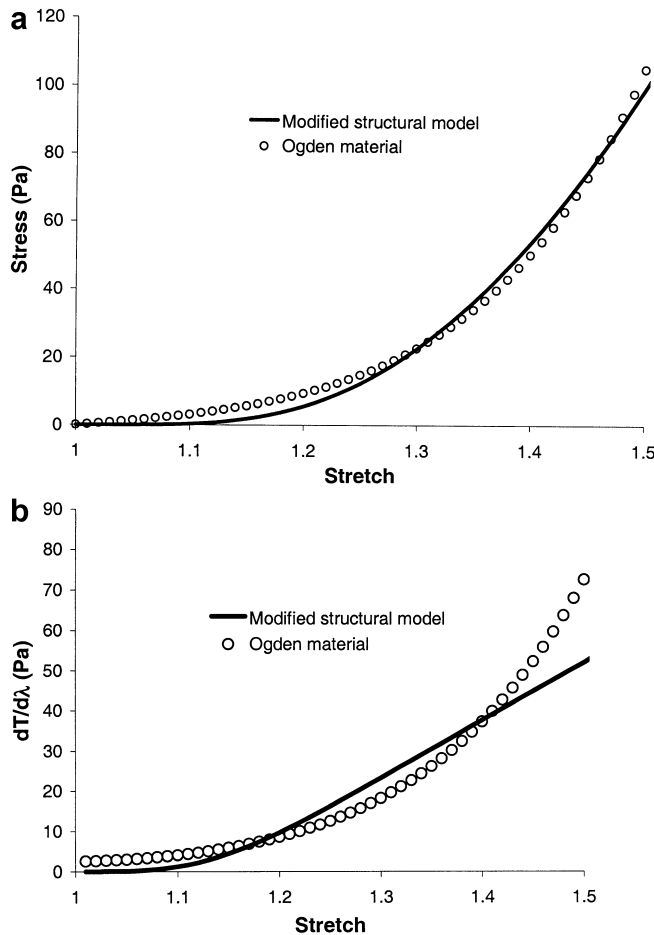 a
120
100
80
60
40
20
0
Stress (Pa)
Modified structural model
Ogden material
1 1.1 1.2 1.3 1.4 1.5
Stretch
b
90
80
70
60
50
40
30
20
10
0
dT/dλ (Pa)
Modified structural model
Ogden material
1 1.1 1.2 1.3 1.4 1.5
Stretch